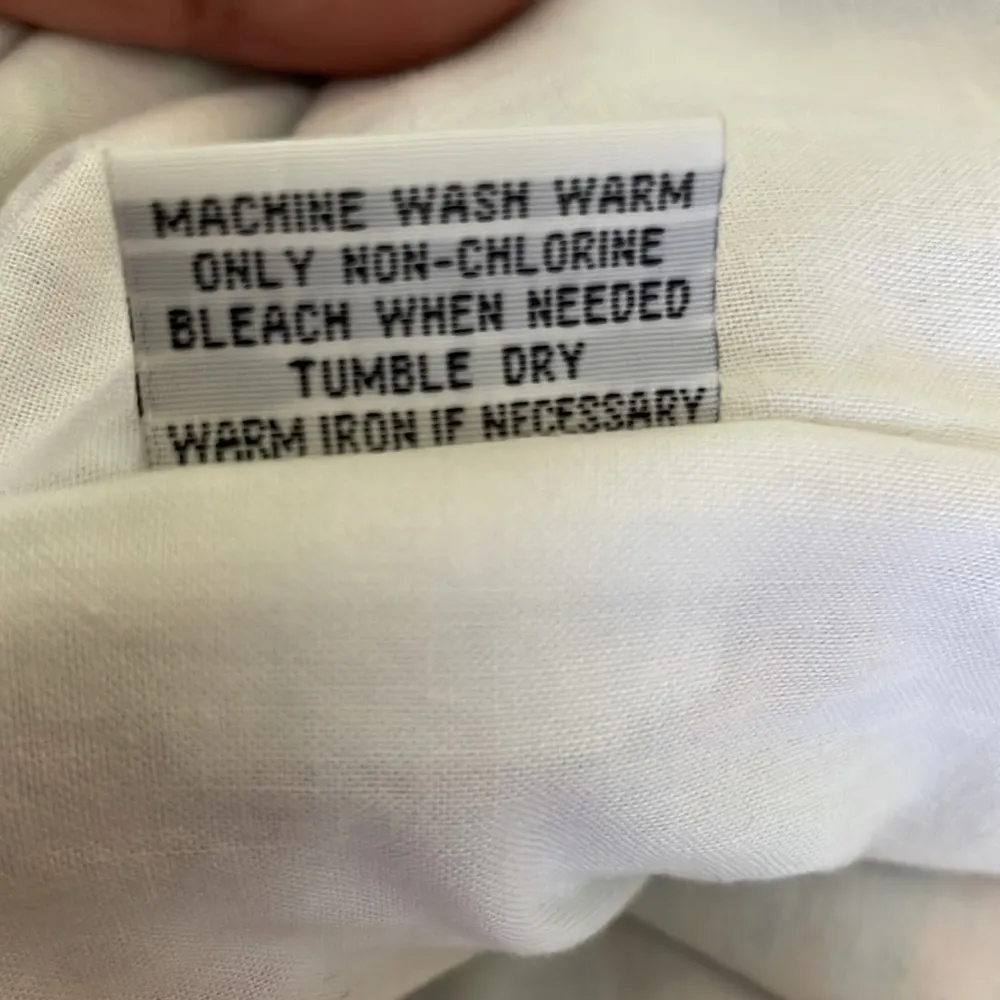 MACHINE WASH WARM
ONLY NON-CHLORINE
BLEACH WHEN NEEDED
TUMBLE DRY
WARM IRON IF NECESSARY